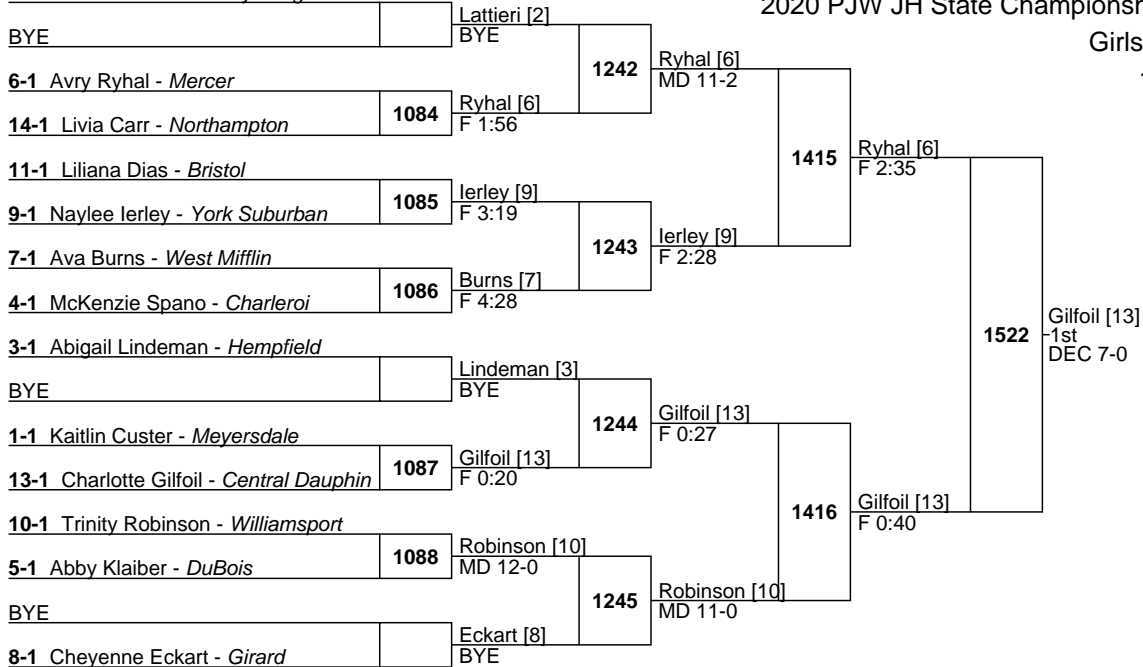 2020 PJW JH State Championsh
Girls
BYE
6-1 Avry Ryhal - Mercer
14-1 Livia Carr - Northampton
11-1 Liliana Dias - Bristol
9-1 Naylee Ierley - York Suburban
7-1 Ava Burns - West Mifflin
4-1 McKenzie Spano - Charleroi
3-1 Abigail Lindeman - Hempfield
BYE
1-1 Kaitlin Custer - Meyersdale
13-1 Charlotte Gilfoil - Central Dauphin
10-1 Trinity Robinson - Williamsport
5-1 Abby Klaiber - DuBois
BYE
8-1 Cheyenne Eckart - Girard
1084
1085
1086
1087
1088
Lattieri [2]
BYE
Ryhal [6]
F 1:56
Ierley [9]
F 3:19
Burns [7]
F 4:28
Lindeman [3]
BYE
Gilfoil [13]
F 0:20
Robinson [10]
MD 12-0
Eckart [8]
BYE
1242
1243
1244
1245
Ryhal [6]
MD 11-2
Ierley [9]
F 2:28
Gilfoil [13]
F 0:27
Robinson [10]
MD 11-0
1415
1416
Ryhal [6]
F 2:35
Gilfoil [13]
F 0:40
1522
Gilfoil [13]
1st
DEC 7-0